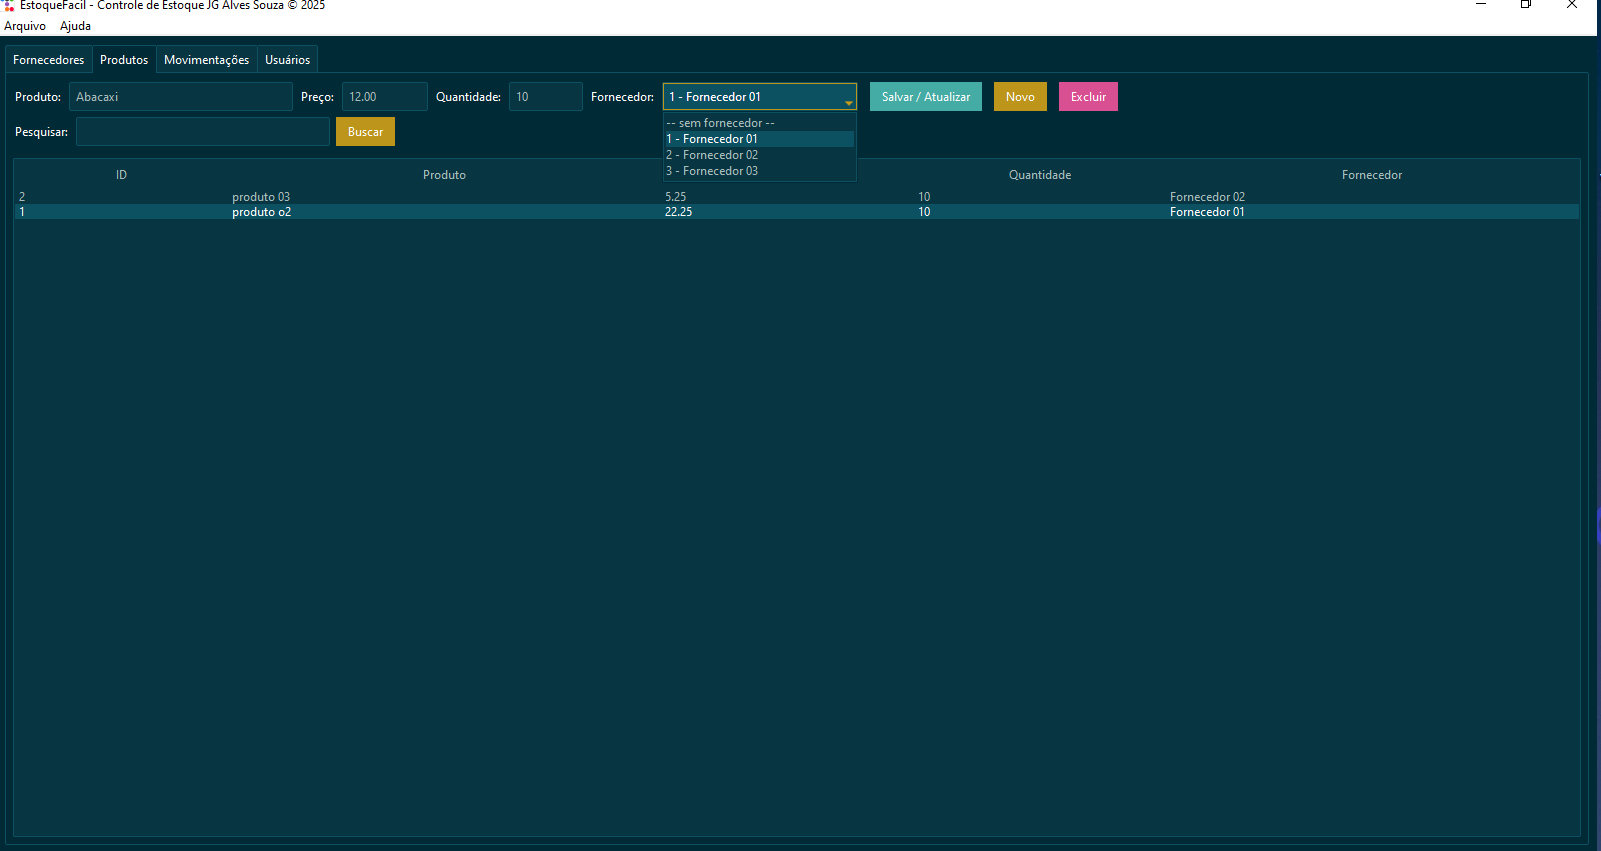 EstoqueFacil - Controle de Estoque JG Alves Souza © 2025
Arquivo Ajuda
Fornecedores Produtos Movimentações Usuários
Produto: Abacaxi Preço: 12.00 Quantidade: 10 Fornecedor: 1 - Fornecedor 01 Salvar / Atualizar Novo Excluir
Pesquisar: Buscar
-- sem fornecedor --
1 - Fornecedor 01
2 - Fornecedor 02
3 - Fornecedor 03
ID Produto Quantidade Fornecedor
2 produto 03 5.25 10 Fornecedor 02
1 produto o2 22.25 10 Fornecedor 01